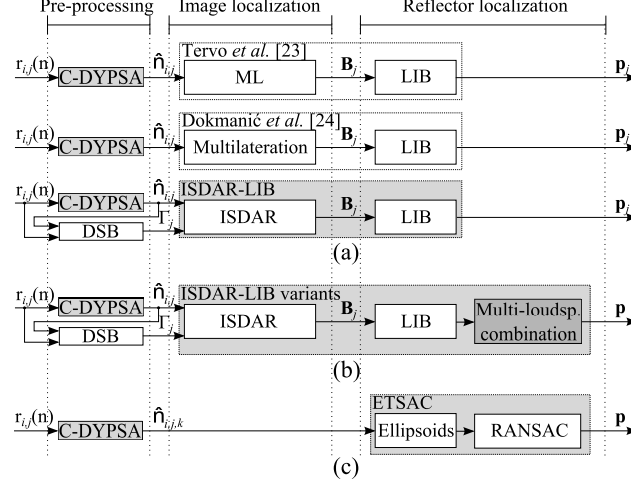 Pre-processing Image localization Reflector localization
Tervo et al. [23]
r_{i,j}(n) C-DYPSA n̂_{i,j} ML B_j LIB p_j
Dokmanić et al. [24]
r_{i,j}(n) C-DYPSA n̂_{i,j} Multilateration B_j LIB p_j
ISDAR-LIB
r_{i,j}(n) C-DYPSA n̂_{i,j} ISDAR B_j LIB p_j
DSB Γ_j
(a)
ISDAR-LIB variants
r_{i,j}(n) C-DYPSA n̂_{i,j} ISDAR B_j LIB Multi-loudsp. combination p
DSB Γ_j
(b)
ETSAC
r_{i,j}(n) C-DYPSA n̂_{i,j,k} Ellipsoids RANSAC p
(c)